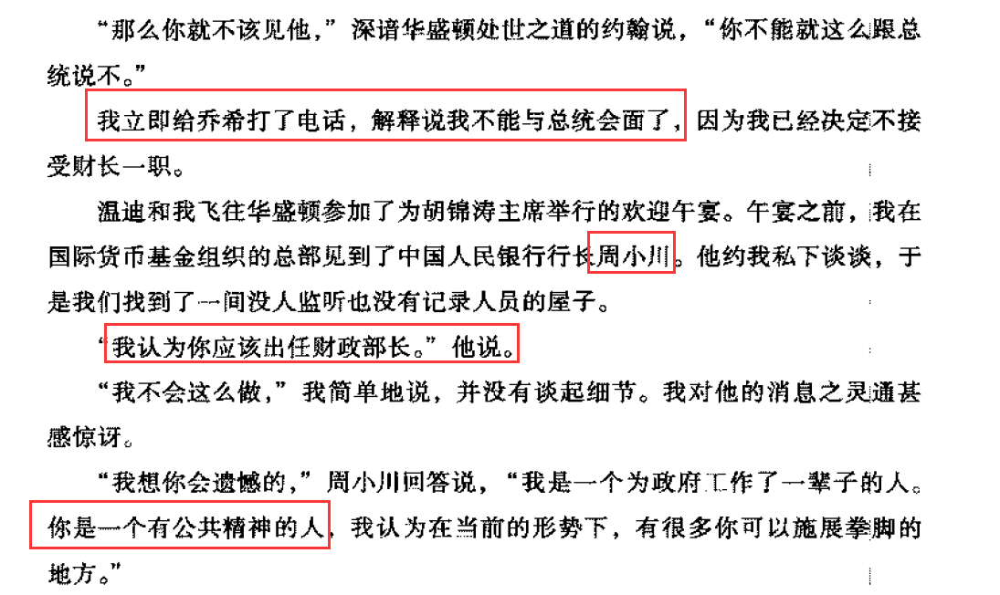 “那么你就不该见他，”深谙华盛顿处世之道的约翰说，“你不能就这么跟总
统说不。”
我立即给乔希打了电话，解释说我不能与总统会面了，因为我已经决定不接
受财长一职。
温迪和我飞往华盛顿参加了为胡锦涛主席举行的欢迎午宴。午宴之前，我在
国际货币基金组织的总部见到了中国人民银行行长周小川。他约我私下谈谈，于
是我们找到了一间没人监听也没有记录人员的屋子。
“我认为你应该出任财政部长。”他说。
“我不会这么做，”我简单地说，并没有谈起细节。我对他的消息之灵通甚
感惊讶。
“我想你会遗憾的，”周小川回答说，“我是一个为政府工作了一辈子的人。
你是一个有公共精神的人，我认为在当前的形势下，有很多你可以施展拳脚的
地方。”